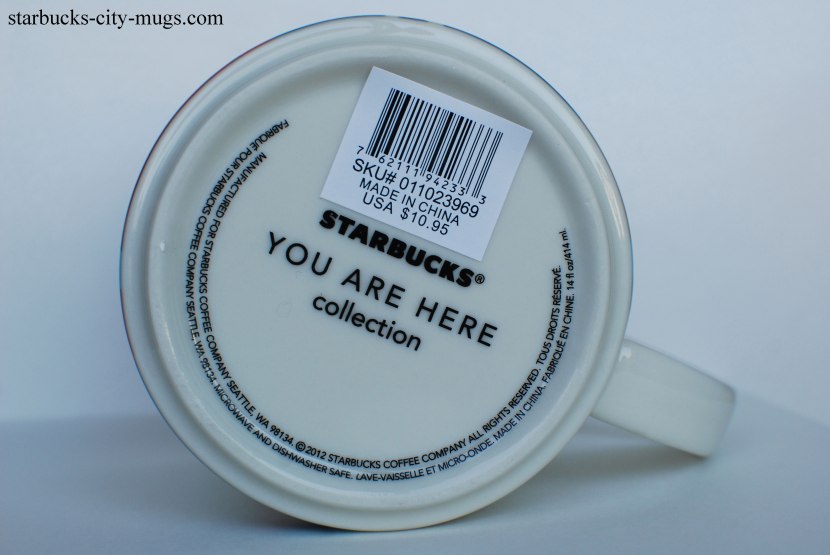 starbucks-city-mugs.com
7 62111 94233 3
SKU# 011023969
MADE IN CHINA
USA $10.95
STARBUCKS®
YOU ARE HERE
collection
MANUFACTURED FOR STARBUCKS COFFEE COMPANY SEATTLE, WA 98134 ©2012 STARBUCKS COFFEE COMPANY ALL RIGHTS RESERVED. TOUS DROITS RÉSERVÉ.
FABRIQUÉ POUR STARBUCKS COFFEE COMPANY SEATTLE, WA 98134. MICROWAVE AND DISHWASHER SAFE. LAVE-VAISSELLE ET MICRO-ONDE. MADE IN CHINA. FABRIQUÉ EN CHINE. 14 fl oz/414 ml.